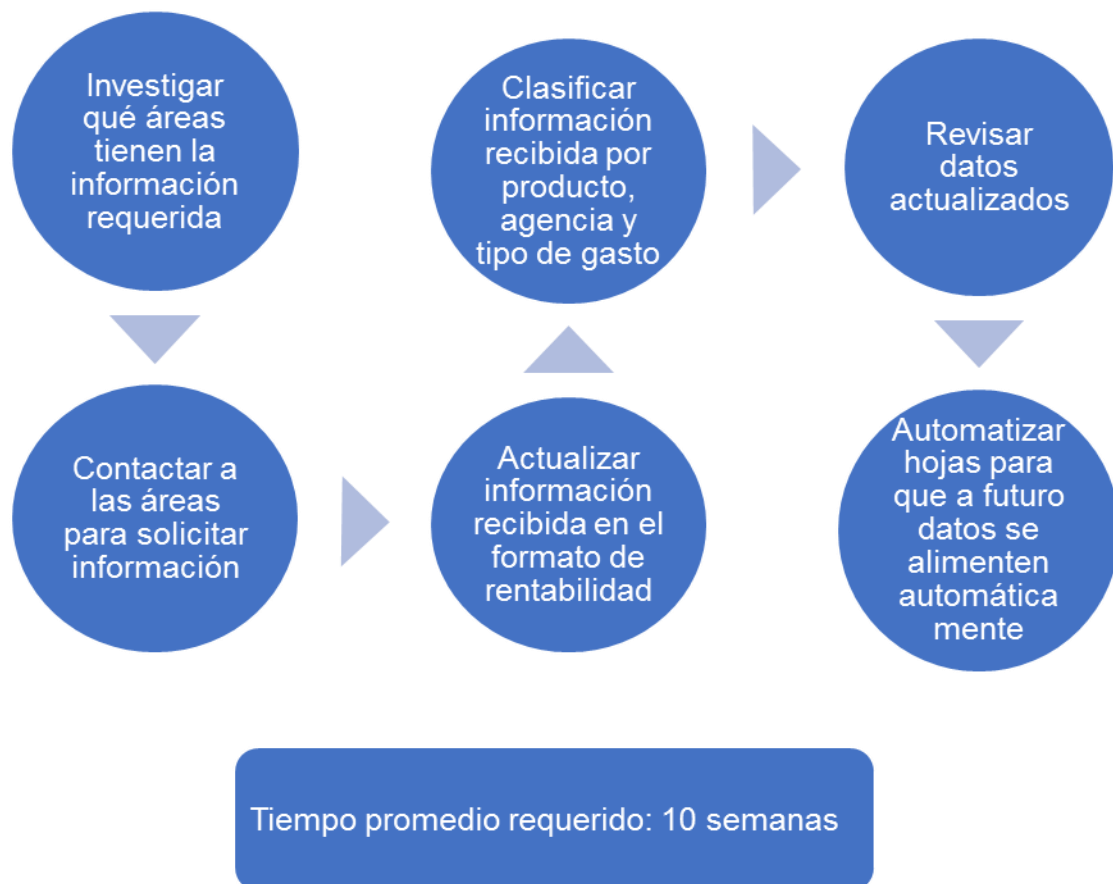 Investigar
qué áreas
tienen la
información
requerida
Contactar a
las áreas
para solicitar
información
Actualizar
información
recibida en el
formato de
rentabilidad
Clasificar
información
recibida por
producto,
agencia y
tipo de gasto
Revisar
datos
actualizados
Automatizar
hojas para
que a futuro
datos se
alimenten
automática
mente
Tiempo promedio requerido: 10 semanas